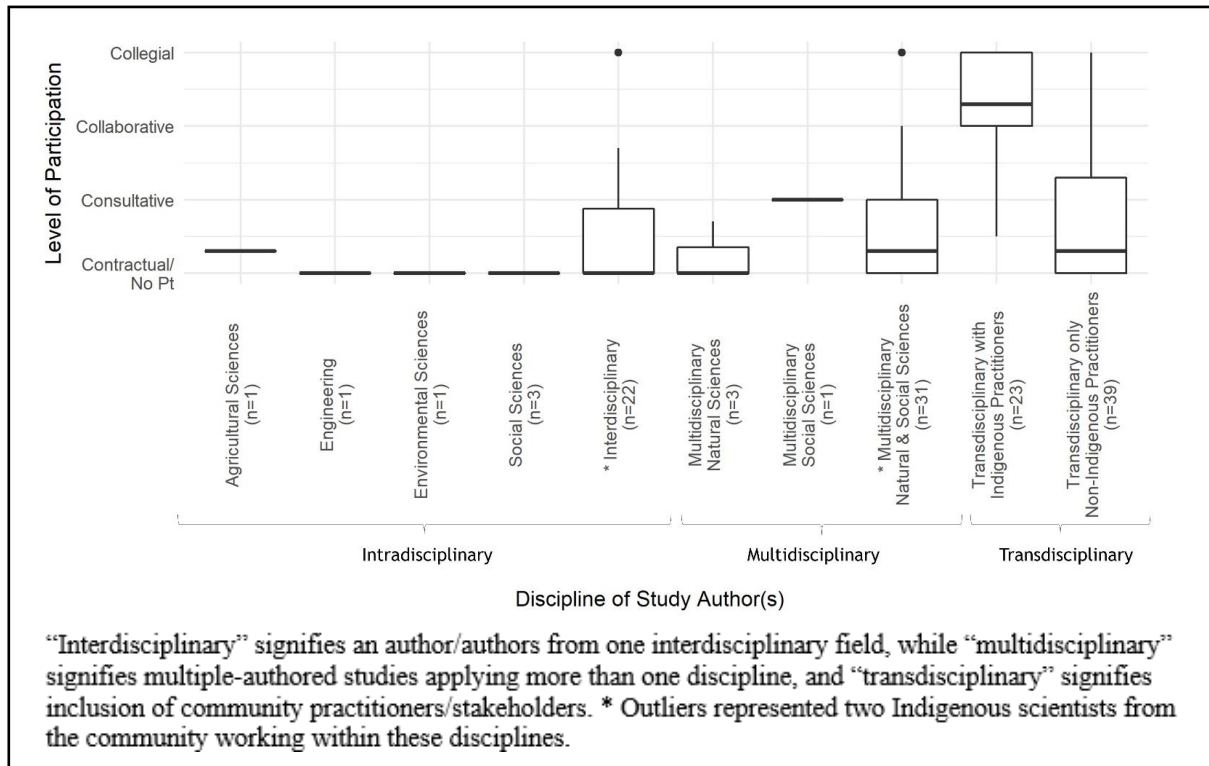 Level of Participation
Collegial
Collaborative
Consultative
Contractual/
No Pt
Agricultural Sciences
(n=1)
Engineering
(n=1)
Environmental Sciences
(n=1)
Social Sciences
(n=3)
* Interdisciplinary
(n=22)
Multidisciplinary
Natural Sciences
(n=3)
Multidisciplinary
Social Sciences
(n=1)
* Multidisciplinary
Natural & Social Sciences
(n=31)
Transdisciplinary with
Indigenous Practitioners
(n=23)
Transdisciplinary only
Non-Indigenous Practitioners
(n=39)
Intradisciplinary
Multidisciplinary
Transdisciplinary
Discipline of Study Author(s)
“Interdisciplinary” signifies an author/authors from one interdisciplinary field, while “multidisciplinary”
signifies multiple-authored studies applying more than one discipline, and “transdisciplinary” signifies
inclusion of community practitioners/stakeholders. * Outliers represented two Indigenous scientists from
the community working within these disciplines.